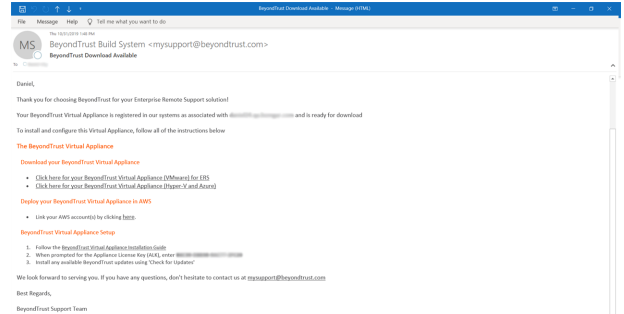 BeyondTrust Download Available - Message (HTML)
File Message Help Tell me what you want to do
Thu 10/31/2019 1:48 PM
MS
BeyondTrust Build System <mysupport@beyondtrust.com>
BeyondTrust Download Available
To
Daniel,
Thank you for choosing BeyondTrust for your Enterprise Remote Support solution!
Your BeyondTrust Virtual Appliance is registered in our systems as associated with and is ready for download
To install and configure this Virtual Appliance, follow all of the instructions below
The BeyondTrust Virtual Appliance
Download your BeyondTrust Virtual Appliance
• Click here for your BeyondTrust Virtual Appliance (VMware) for ERS
• Click here for your BeyondTrust Virtual Appliance (Hyper-V and Azure)
Deploy your BeyondTrust Virtual Appliance in AWS
• Link your AWS account(s) by clicking here.
BeyondTrust Virtual Appliance Setup
1. Follow the BeyondTrust Virtual Appliance Installation Guide
2. When prompted for the Appliance License Key (ALK), enter
3. Install any available BeyondTrust updates using 'Check for Updates'
We look forward to serving you. If you have any questions, don't hesitate to contact us at mysupport@beyondtrust.com
Best Regards,
BeyondTrust Support Team